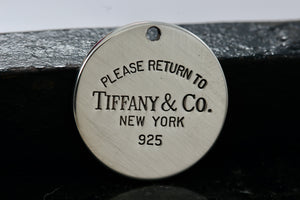 PLEASE RETURN TO
TIFFANY & CO.
NEW YORK
925